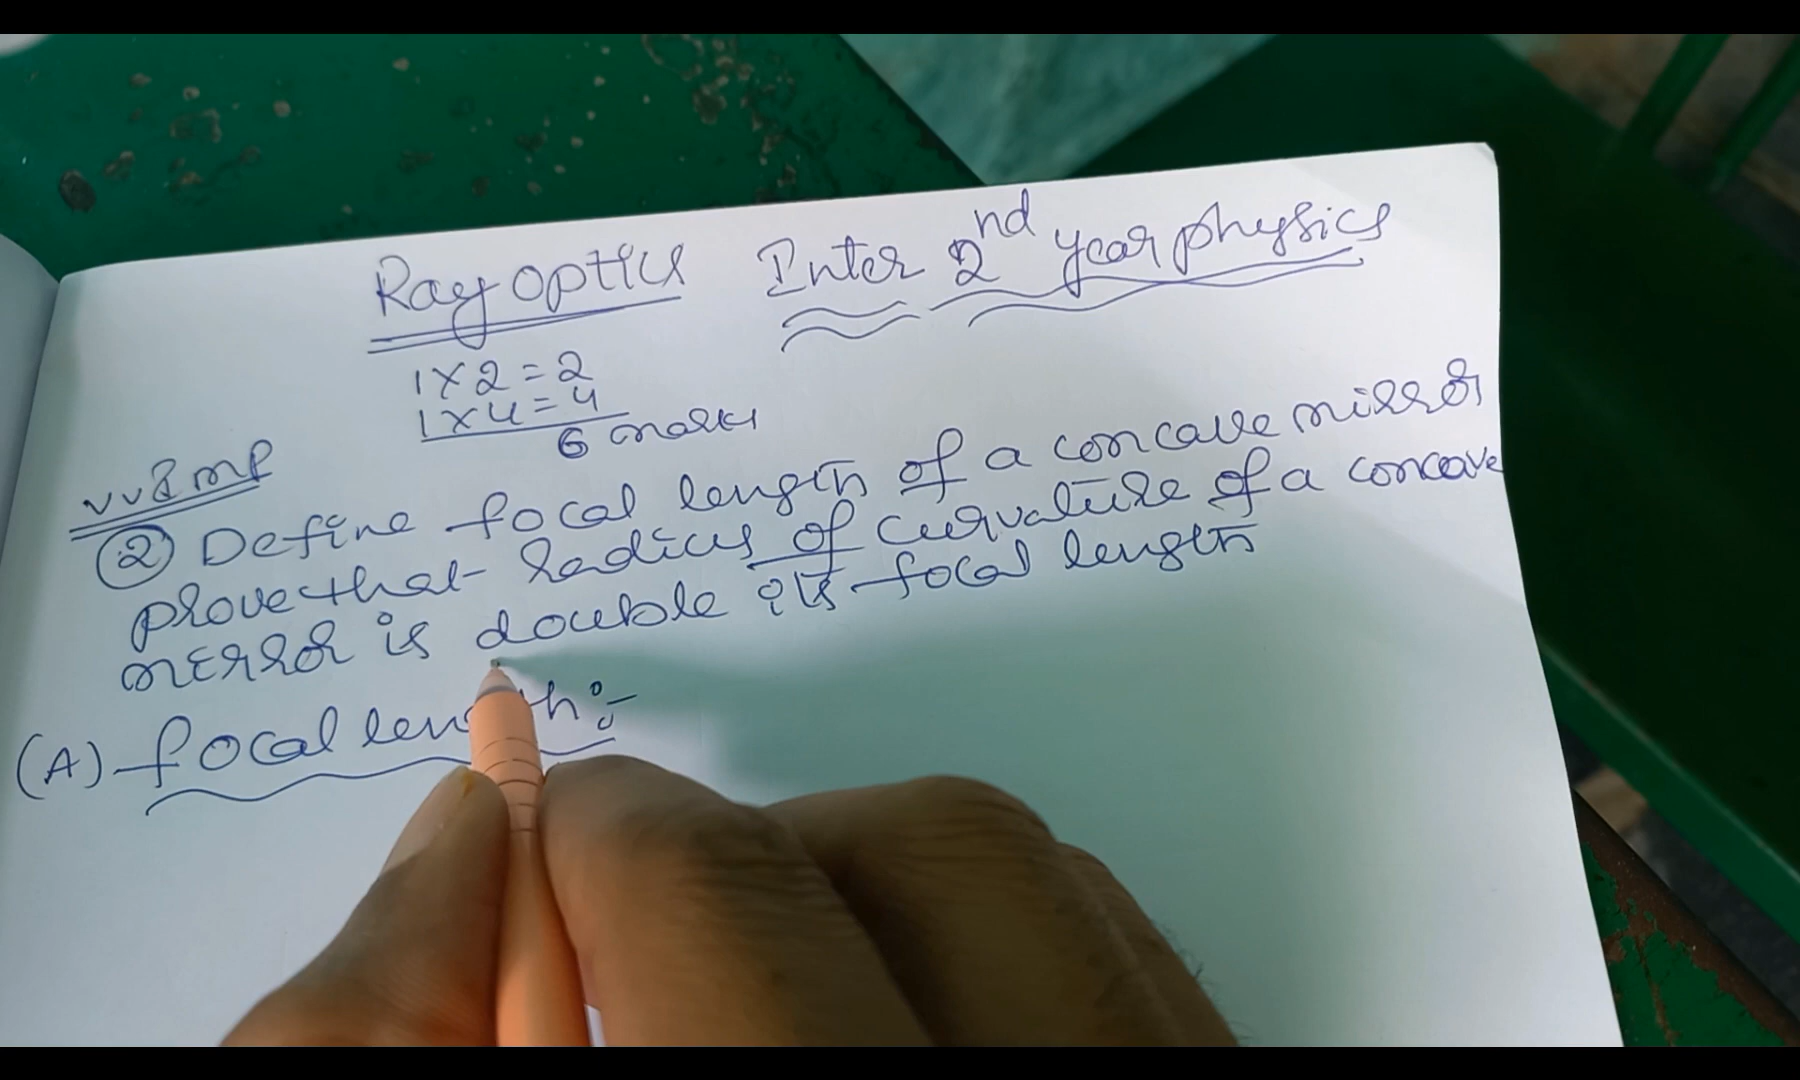 Ray optics Inter 2nd year physics
1 X 2 = 2
1 X 4 = 4
6 marks
vv Imp
(2) Define focal length of a concave mirror
prove that radius of curvature of a concave
mirror is double its focal length
(A) focal length:-